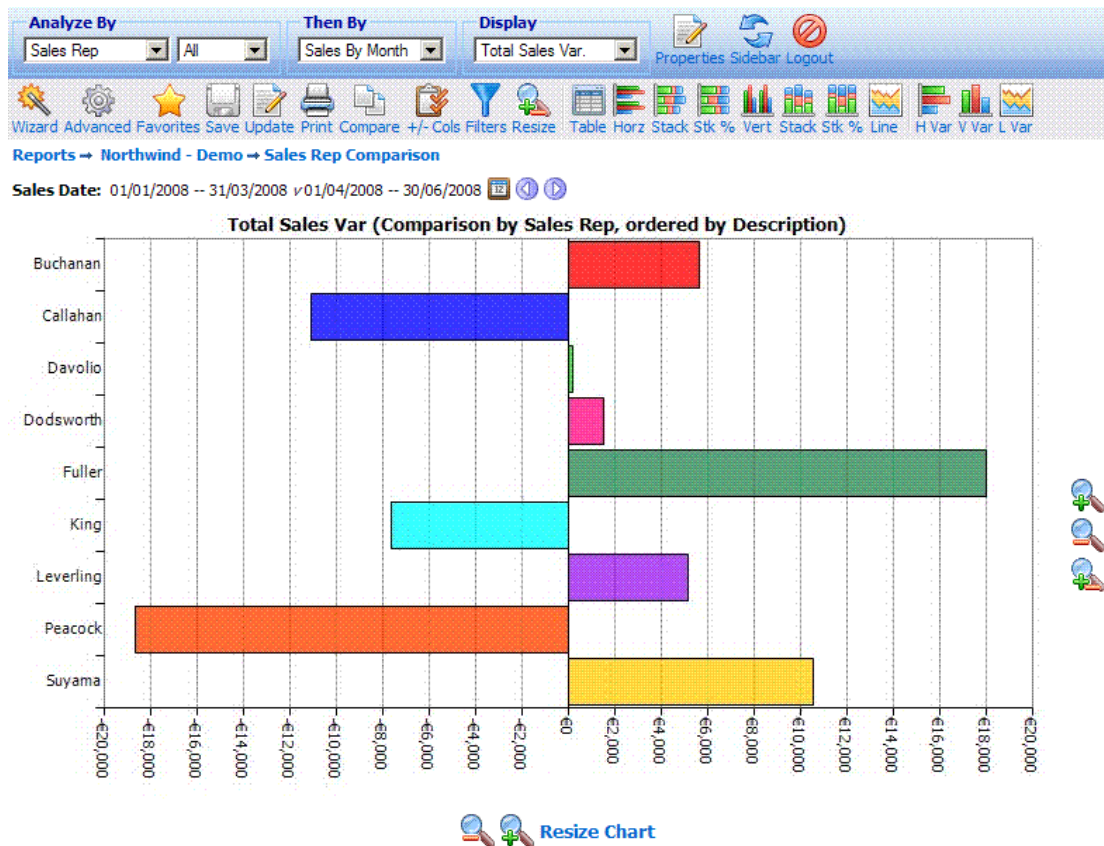 Analyze By Then By Display
Sales Rep All Sales By Month Total Sales Var.
Properties Sidebar Logout
Wizard Advanced Favorites Save Update Print Compare +/- Cols Filters Resize Table Horz Stack Stk % Vert Stack Stk % Line H Var V Var L Var
Reports → Northwind - Demo → Sales Rep Comparison
Sales Date: 01/01/2008 -- 31/03/2008 v 01/04/2008 -- 30/06/2008 12
Total Sales Var (Comparison by Sales Rep, ordered by Description)
Buchanan
Callahan
Davolio
Dodsworth
Fuller
King
Leverling
Peacock
Suyama
-€20,000 -€18,000 -€16,000 -€14,000 -€12,000 -€10,000 -€8,000 -€6,000 -€4,000 -€2,000 €0 €2,000 €4,000 €6,000 €8,000 €10,000 €12,000 €14,000 €16,000 €18,000 €20,000
Resize Chart